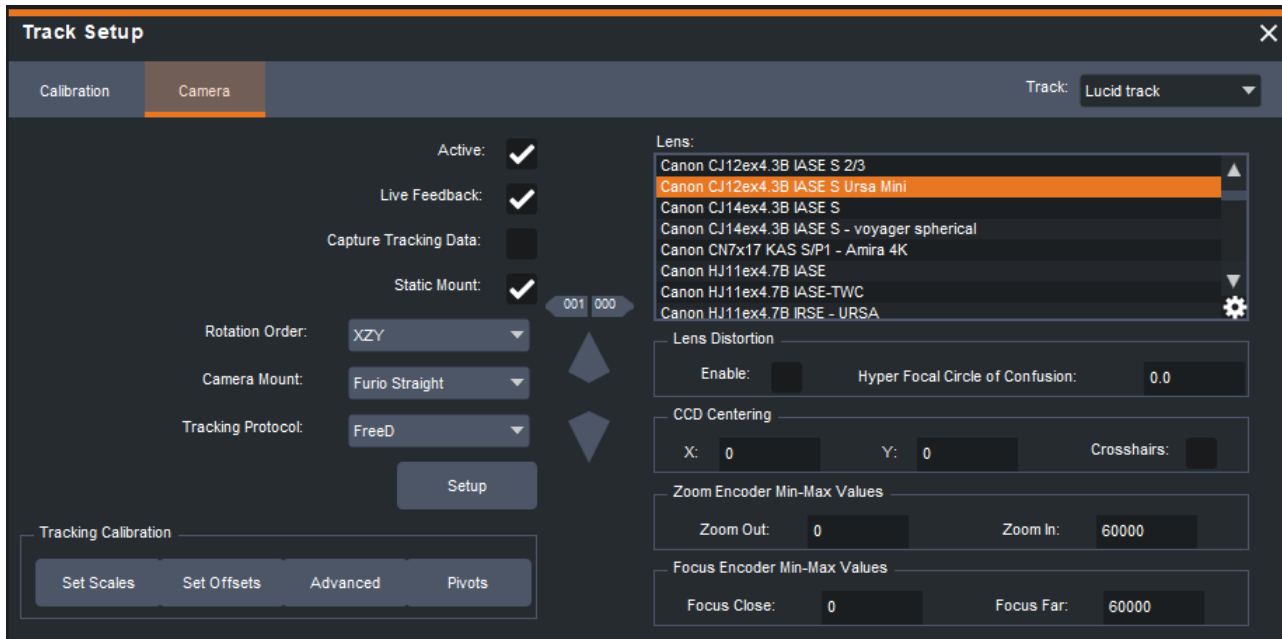 Track Setup
Calibration
Camera
Track:
Lucid track
Active:
Live Feedback:
Capture Tracking Data:
Static Mount:
001 000
Rotation Order:
XZY
Camera Mount:
Furio Straight
Tracking Protocol:
FreeD
Setup
Tracking Calibration
Set Scales
Set Offsets
Advanced
Pivots
Lens:
Canon CJ12ex4.3B IASE S 2/3
Canon CJ12ex4.3B IASE S Ursa Mini
Canon CJ14ex4.3B IASE S
Canon CJ14ex4.3B IASE S - voyager spherical
Canon CN7x17 KAS S/P1 - Amira 4K
Canon HJ11ex4.7B IASE
Canon HJ11ex4.7B IASE-TWC
Canon HJ11ex4.7B IRSE - URSA
Lens Distortion
Enable:
Hyper Focal Circle of Confusion:
0.0
CCD Centering
X: 0
Y: 0
Crosshairs:
Zoom Encoder Min-Max Values
Zoom Out: 0
Zoom In: 60000
Focus Encoder Min-Max Values
Focus Close: 0
Focus Far: 60000